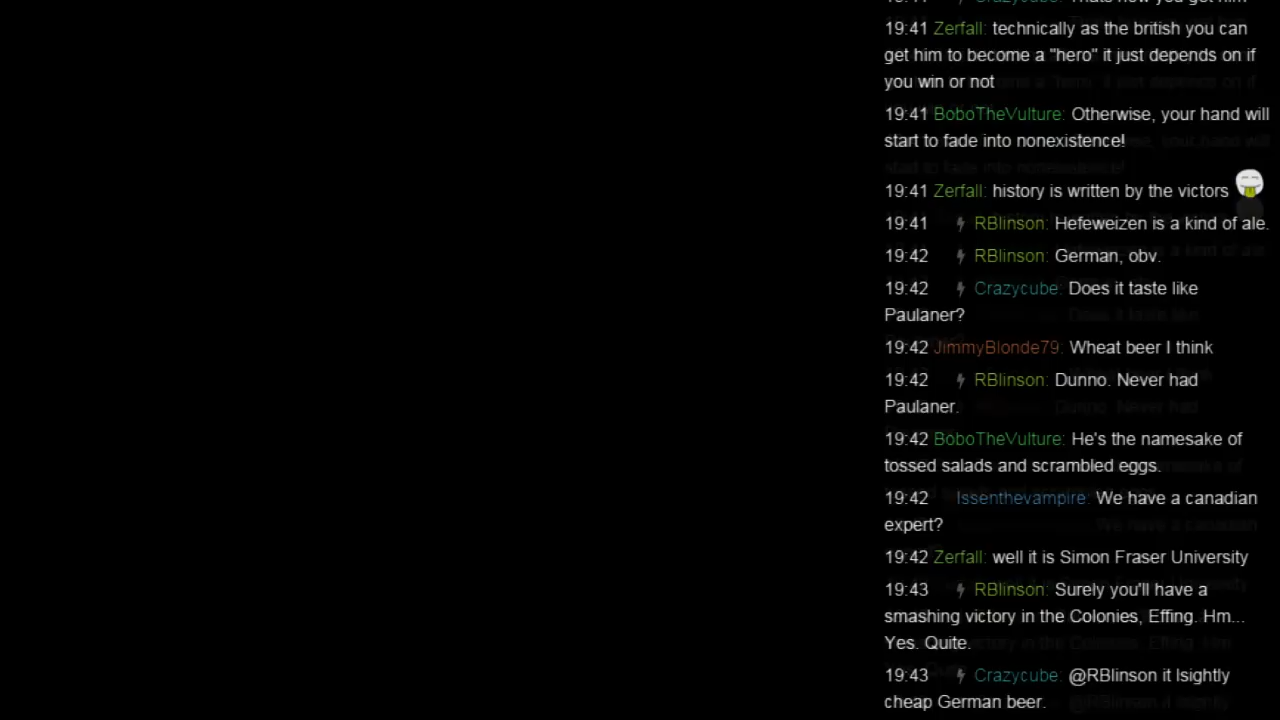 19:41 Zerfall: technically as the british you can
get him to become a "hero" it just depends on if
you win or not
19:41 BoboTheVulture: Otherwise, your hand will
start to fade into nonexistence!
19:41 Zerfall: history is written by the victors
19:41 RBlinson: Hefeweizen is a kind of ale.
19:42 RBlinson: German, obv.
19:42 Crazycube: Does it taste like
Paulaner?
19:42 JimmyBlonde79: Wheat beer I think
19:42 RBlinson: Dunno. Never had
Paulaner.
19:42 BoboTheVulture: He's the namesake of
tossed salads and scrambled eggs.
19:42 Issenthevampire: We have a canadian
expert?
19:42 Zerfall: well it is Simon Fraser University
19:43 RBlinson: Surely you'll have a
smashing victory in the Colonies, Effing. Hm...
Yes. Quite.
19:43 Crazycube: @RBlinson it lsightly
cheap German beer.